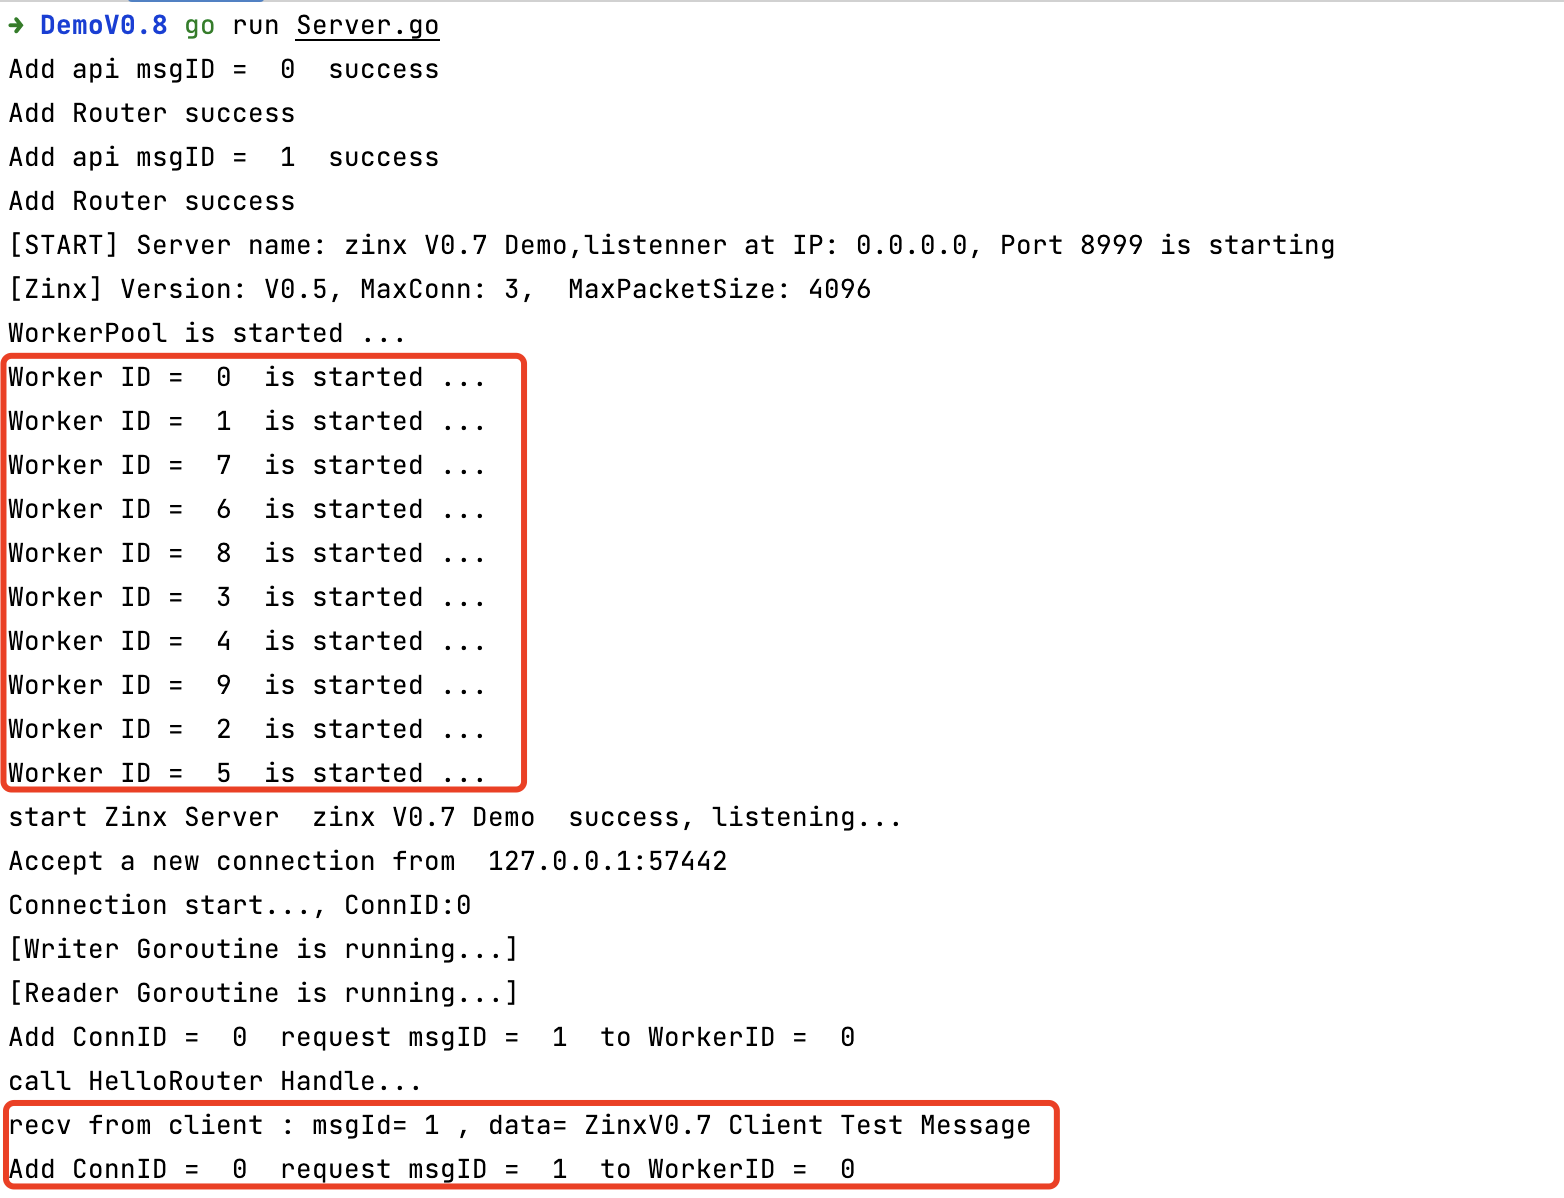 ➜ DemoV0.8 go run Server.go
Add api msgID =  0  success
Add Router success
Add api msgID =  1  success
Add Router success
[START] Server name: zinx V0.7 Demo,listenner at IP: 0.0.0.0, Port 8999 is starting
[Zinx] Version: V0.5, MaxConn: 3,  MaxPacketSize: 4096
WorkerPool is started ...
Worker ID =  0  is started ...
Worker ID =  1  is started ...
Worker ID =  7  is started ...
Worker ID =  6  is started ...
Worker ID =  8  is started ...
Worker ID =  3  is started ...
Worker ID =  4  is started ...
Worker ID =  9  is started ...
Worker ID =  2  is started ...
Worker ID =  5  is started ...
start Zinx Server  zinx V0.7 Demo  success, listening...
Accept a new connection from  127.0.0.1:57442
Connection start..., ConnID:0
[Writer Goroutine is running...]
[Reader Goroutine is running...]
Add ConnID =  0  request msgID =  1  to WorkerID =  0
call HelloRouter Handle...
recv from client : msgId= 1 , data= ZinxV0.7 Client Test Message
Add ConnID =  0  request msgID =  1  to WorkerID =  0